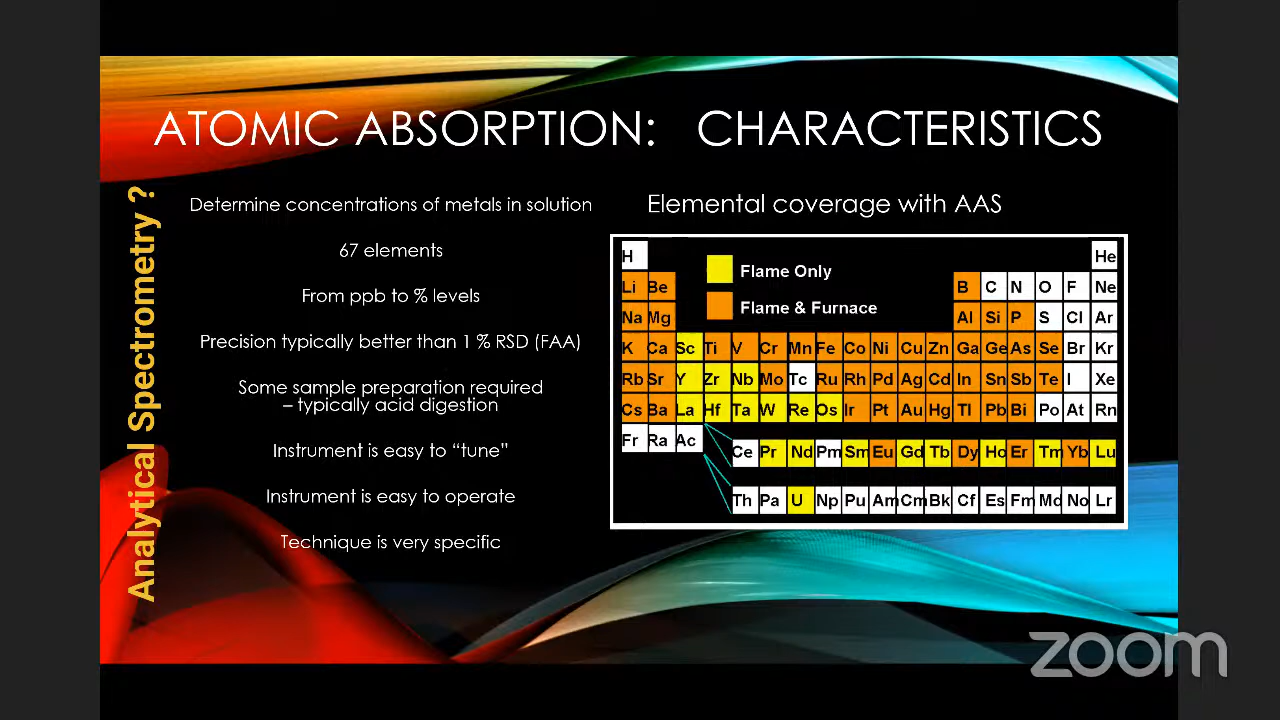 ATOMIC ABSORPTION: CHARACTERISTICS
Analytical Spectrometry ?
Determine concentrations of metals in solution
67 elements
From ppb to % levels
Precision typically better than 1 % RSD (FAA)
Some sample preparation required
– typically acid digestion
Instrument is easy to “tune”
Instrument is easy to operate
Technique is very specific
Elemental coverage with AAS
Flame Only
Flame & Furnace
H He
Li Be B C N O F Ne
Na Mg Al Si P S Cl Ar
K Ca Sc Ti V Cr Mn Fe Co Ni Cu Zn Ga Ge As Se Br Kr
Rb Sr Y Zr Nb Mo Tc Ru Rh Pd Ag Cd In Sn Sb Te I Xe
Cs Ba La Hf Ta W Re Os Ir Pt Au Hg Tl Pb Bi Po At Rn
Fr Ra Ac
Ce Pr Nd Pm Sm Eu Gd Tb Dy Ho Er Tm Yb Lu
Th Pa U Np Pu Am Cm Bk Cf Es Fm Md No Lr
zoom